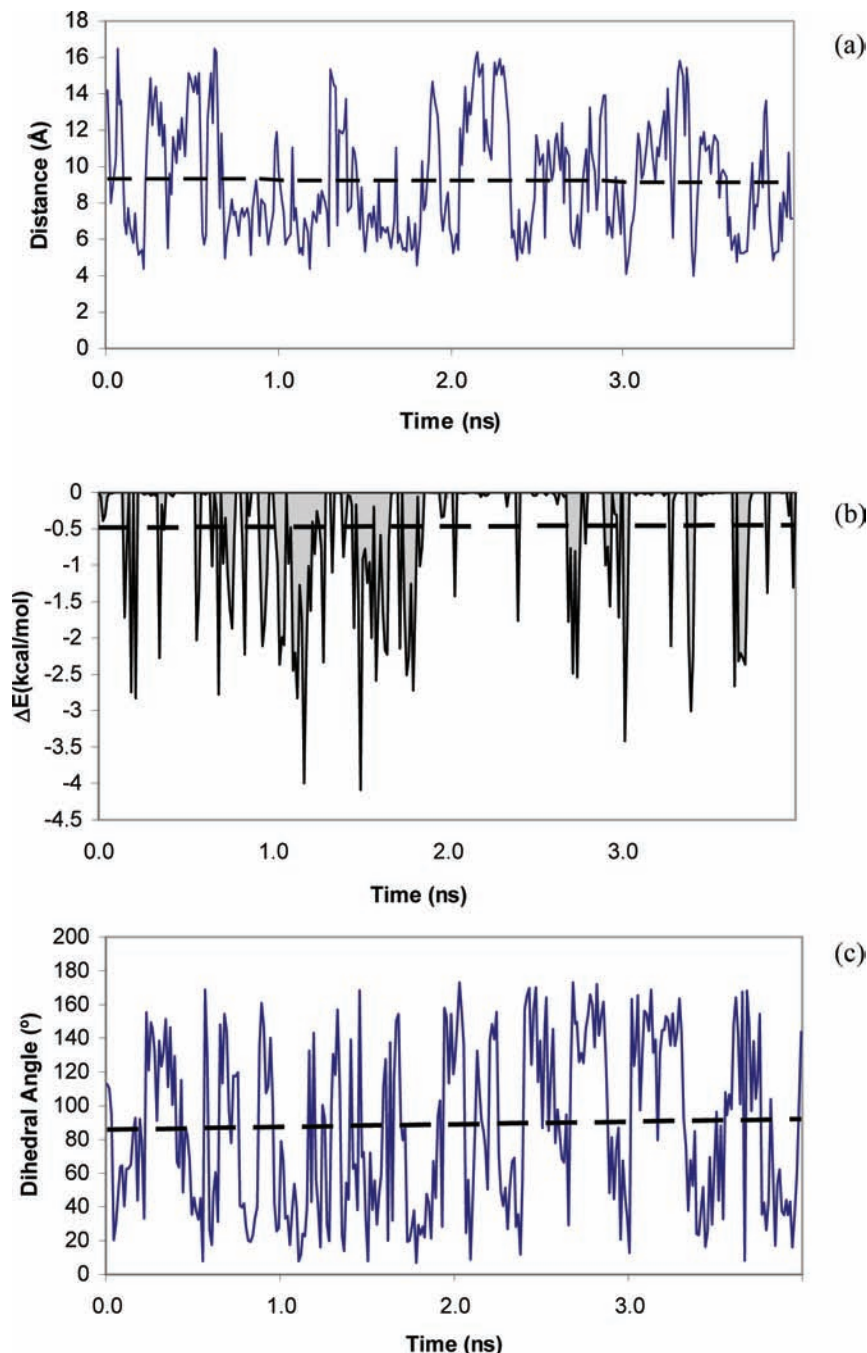 (a)
18
16
14
12
10
8
6
4
2
0
Distance (Å)
0.0 1.0 2.0 3.0
Time (ns)
(b)
0
-0.5
-1
-1.5
-2
-2.5
-3
-3.5
-4
-4.5
ΔE(kcal/mol)
0.0 1.0 2.0 3.0
Time (ns)
(c)
200
180
160
140
120
100
80
60
40
20
0
Dihedral Angle (º)
0.0 1.0 2.0 3.0
Time (ns)